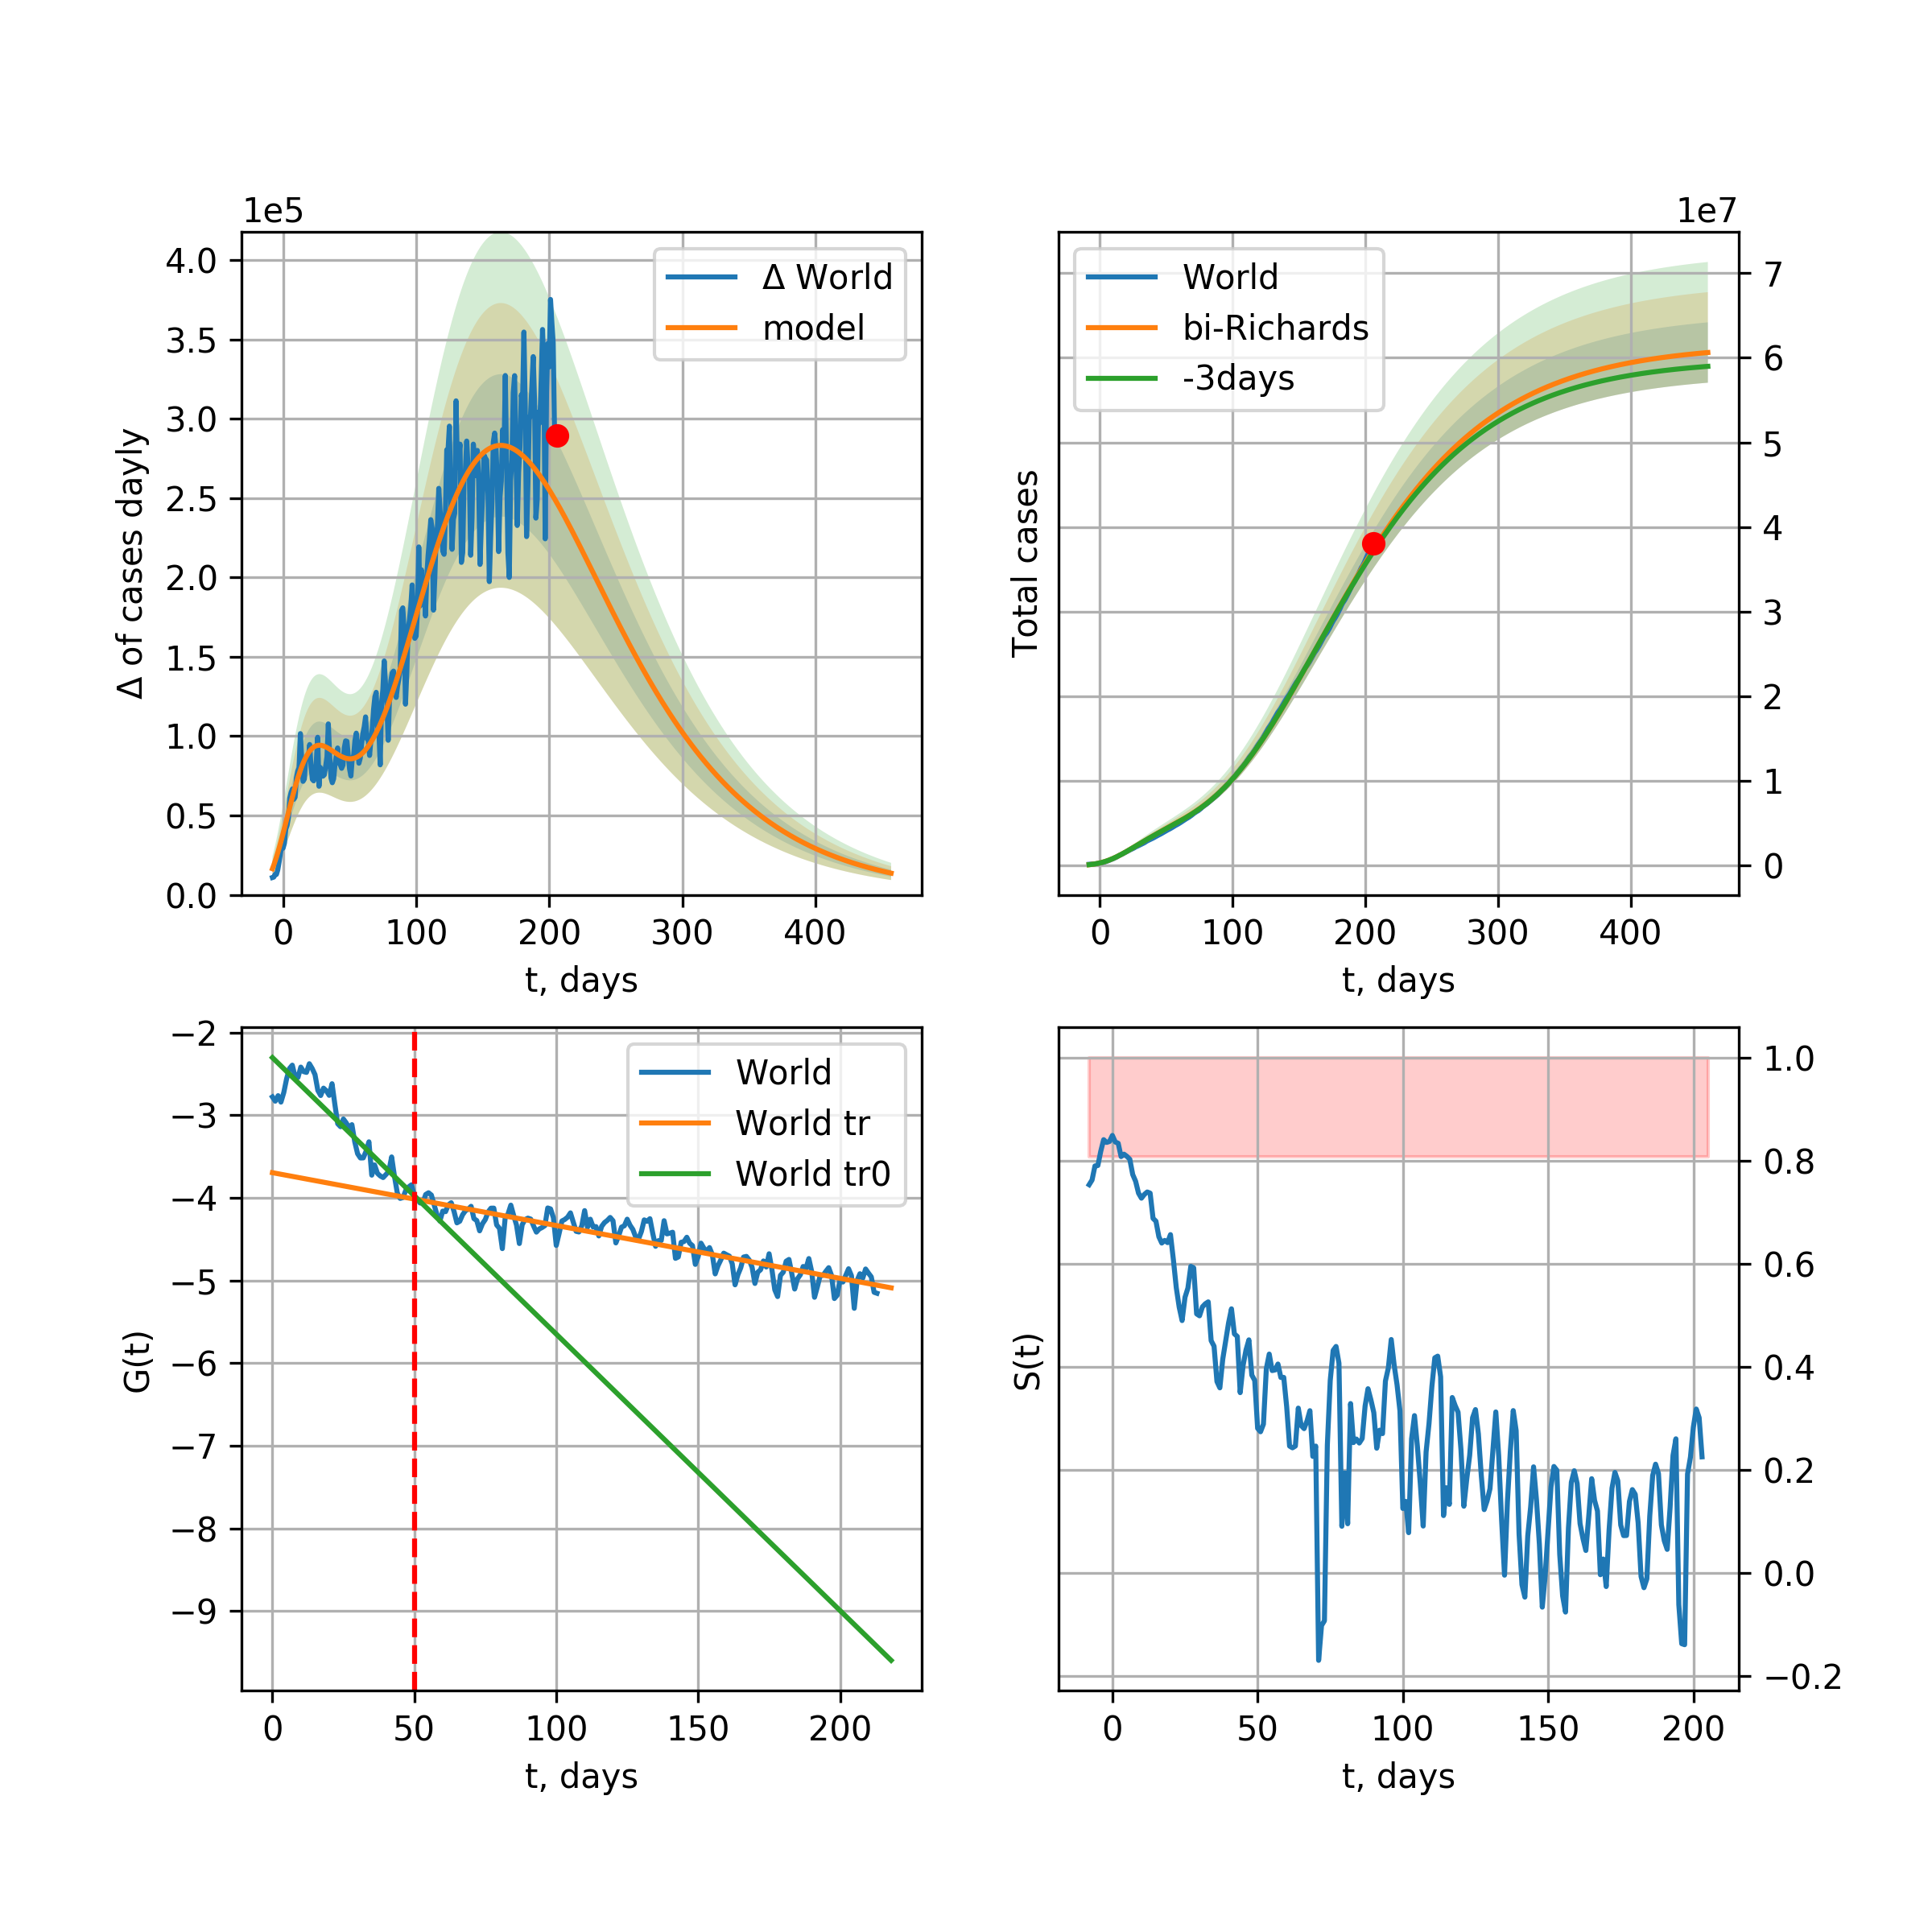 1e5
4.0
3.5
3.0
2.5
2.0
1.5
1.0
0.5
0.0
Δ of cases dayly
Δ World
model
0 100 200 300 400
t, days
1e7
7
6
5
4
3
2
1
0
Total cases
World
bi-Richards
-3days
0 100 200 300 400
t, days
−2
−3
−4
−5
−6
−7
−8
−9
G(t)
World
World tr
World tr0
0 50 100 150 200
t, days
1.0
0.8
0.6
0.4
0.2
0.0
−0.2
S(t)
0 50 100 150 200
t, days